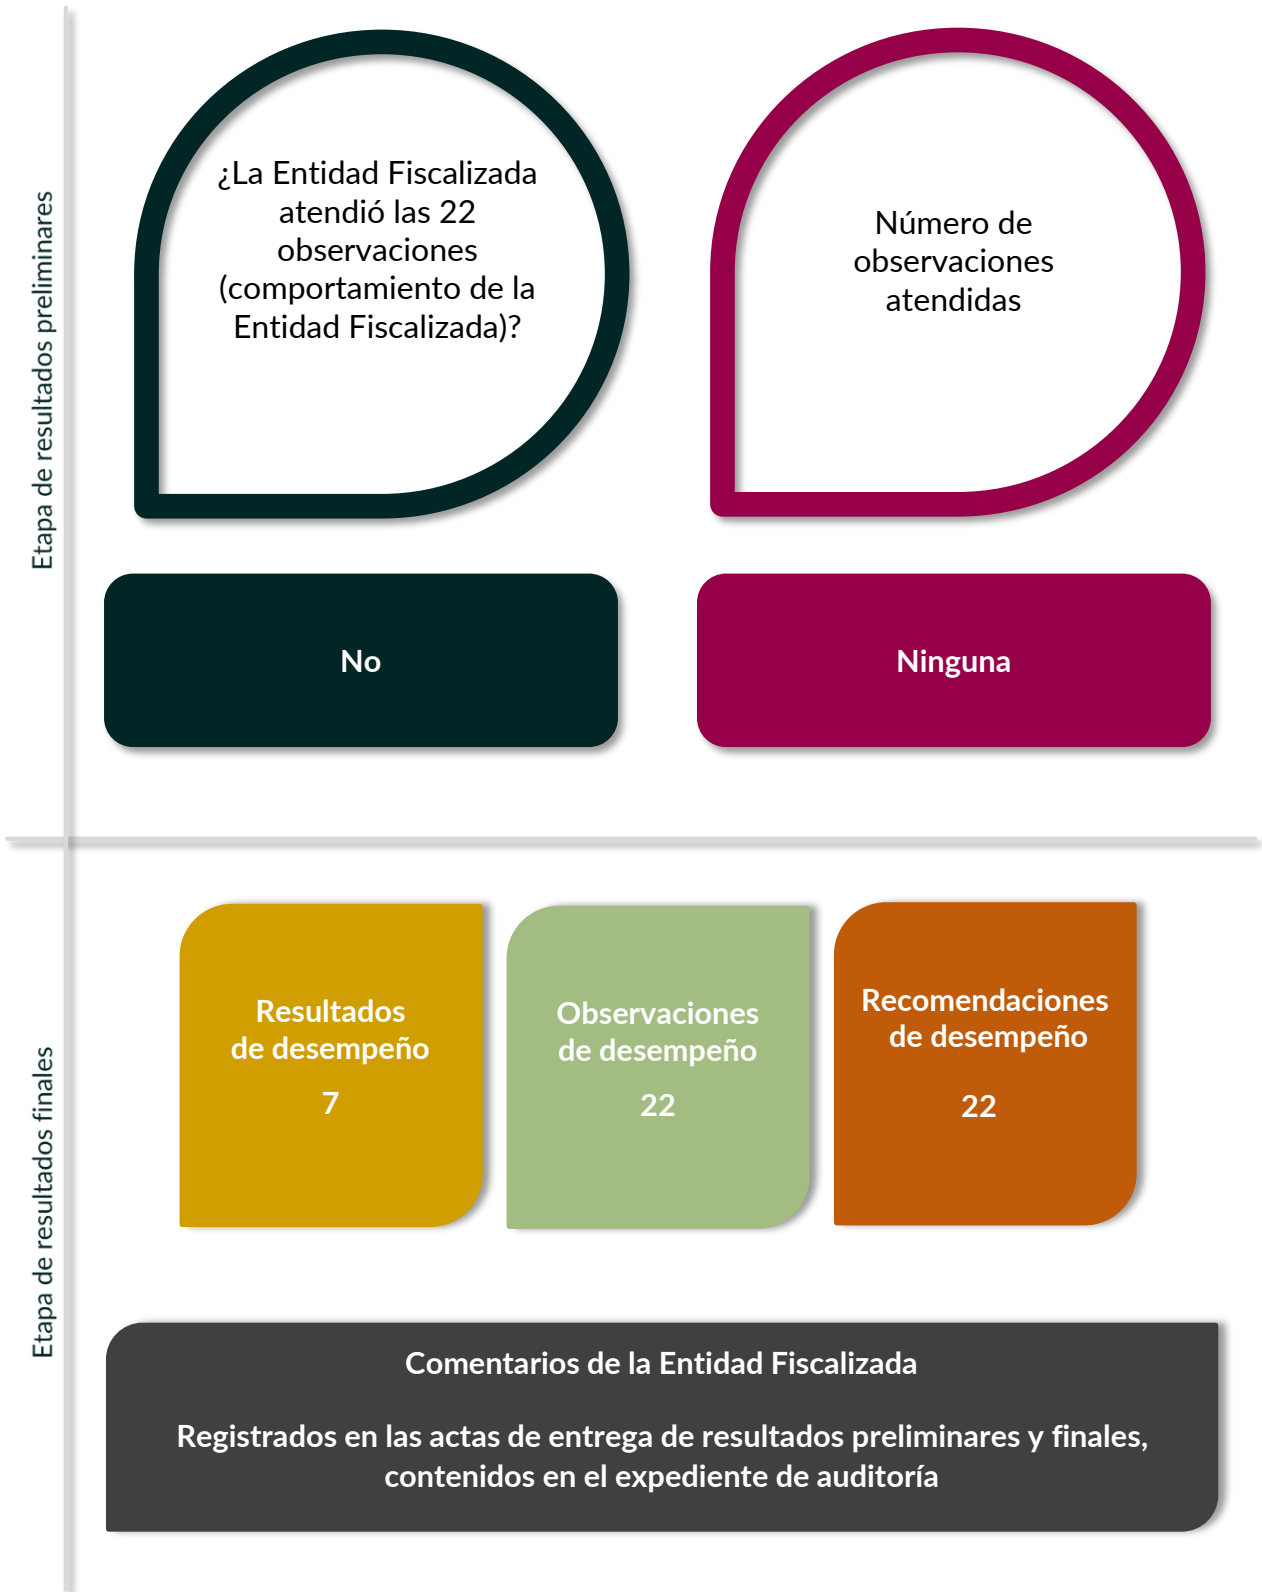 Etapa de resultados preliminares
¿La Entidad Fiscalizada
atendió las 22
observaciones
(comportamiento de la
Entidad Fiscalizada)?
Número de
observaciones
atendidas
No
Ninguna
Etapa de resultados finales
Resultados
de desempeño
7
Observaciones
de desempeño
22
Recomendaciones
de desempeño
22
Comentarios de la Entidad Fiscalizada
Registrados en las actas de entrega de resultados preliminares y finales,
contenidos en el expediente de auditoría